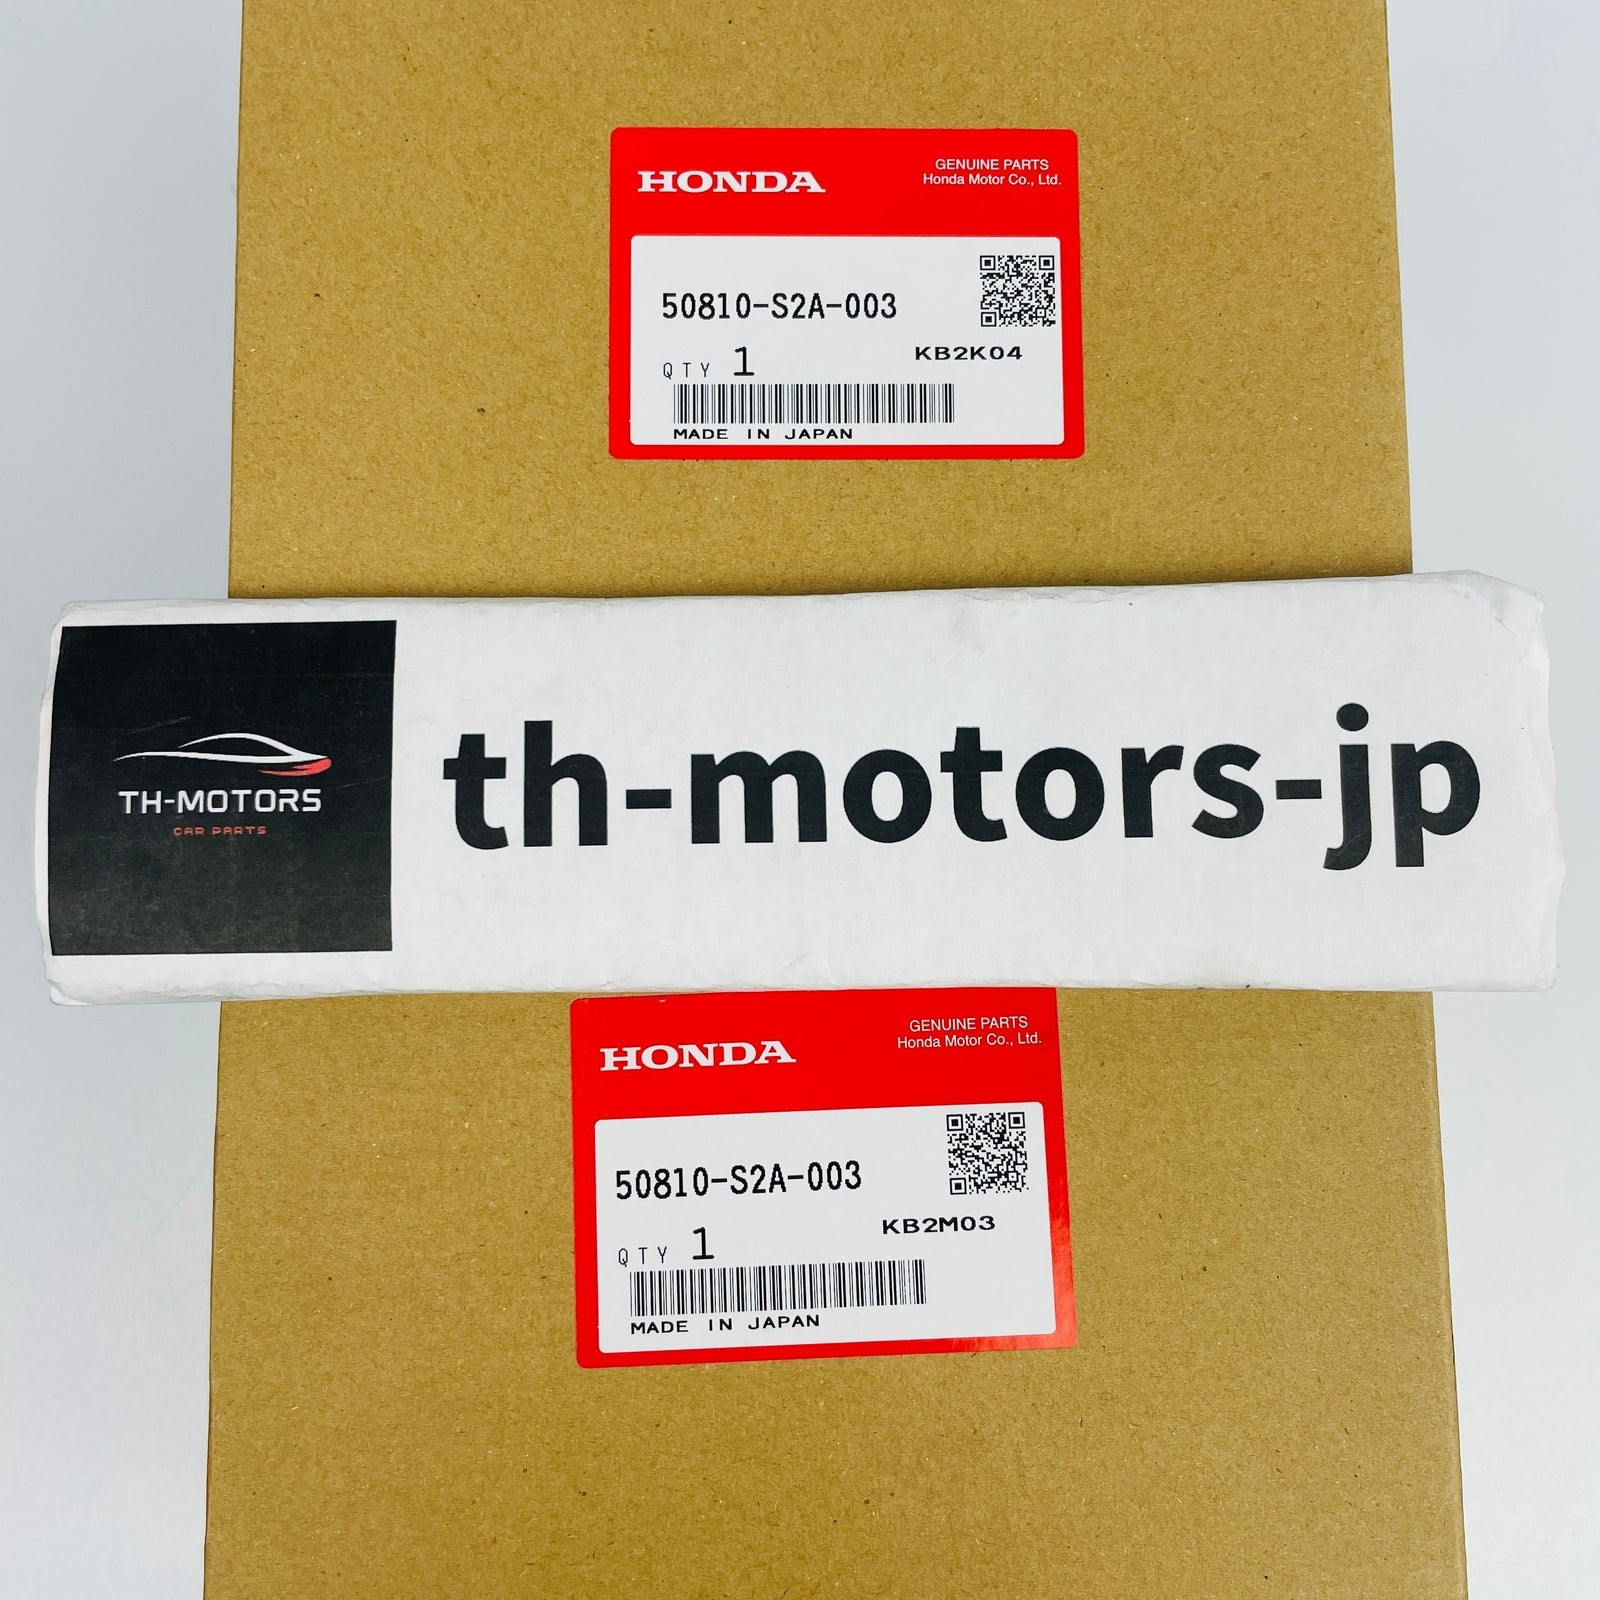 HONDA
GENUINE PARTS
Honda Motor Co., Ltd.
50810-S2A-003
QTY 1
KB2K04
MADE IN JAPAN
TH-MOTORS
CAR PARTS
th-motors-jp
HONDA
GENUINE PARTS
Honda Motor Co., Ltd.
50810-S2A-003
QTY 1
KB2M03
MADE IN JAPAN